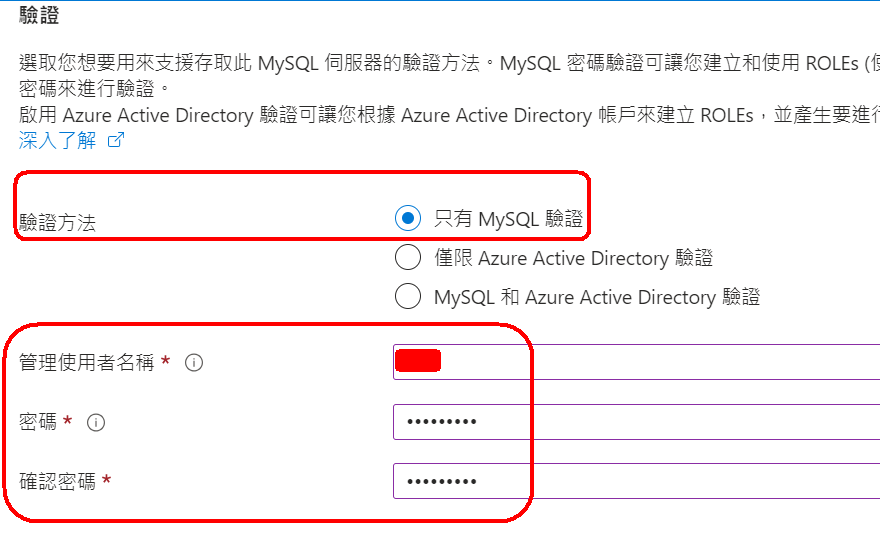 驗證
選取您想要用來支援存取此 MySQL 伺服器的驗證方法。MySQL 密碼驗證可讓您建立和使用 ROLEs (使
密碼來進行驗證。
啟用 Azure Active Directory 驗證可讓您根據 Azure Active Directory 帳戶來建立 ROLEs，並產生要進行
深入了解
驗證方法
只有 MySQL 驗證
僅限 Azure Active Directory 驗證
MySQL 和 Azure Active Directory 驗證
管理使用者名稱 *
密碼 *
•••••••••
確認密碼 *
•••••••••